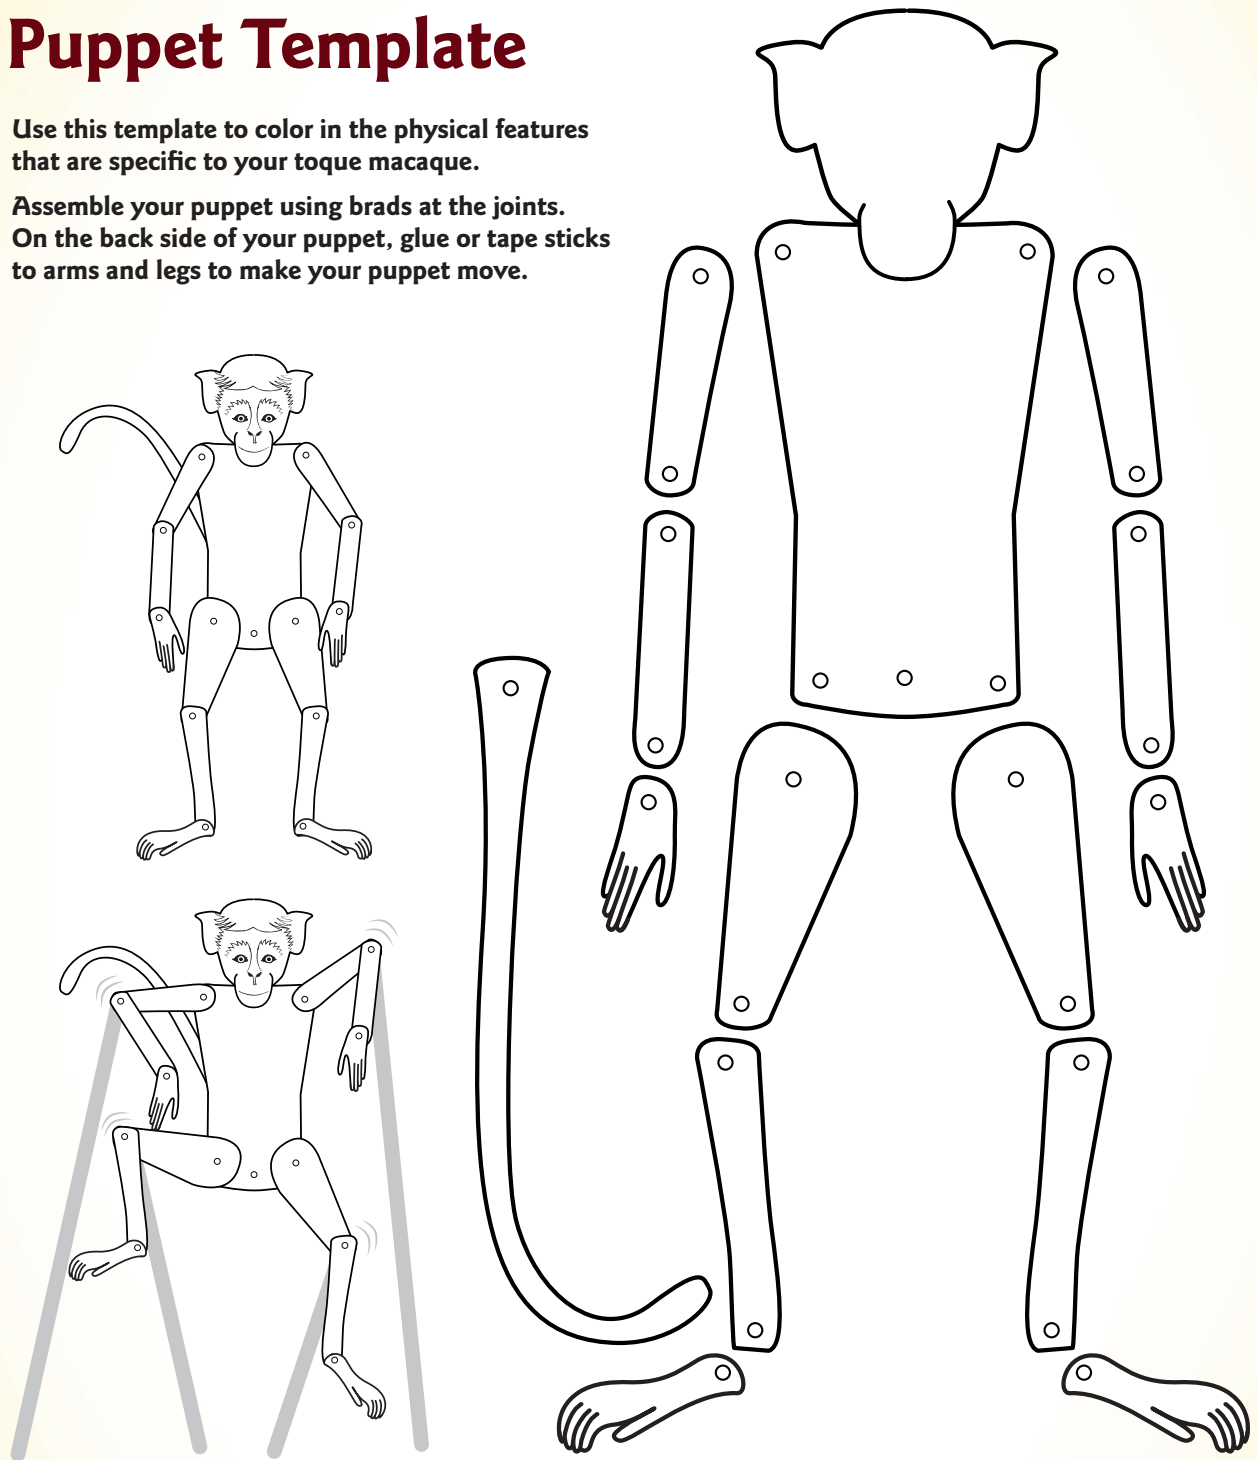 Puppet Template
Use this template to color in the physical features
that are specific to your toque macaque.
Assemble your puppet using brads at the joints.
On the back side of your puppet, glue or tape sticks
to arms and legs to make your puppet move.